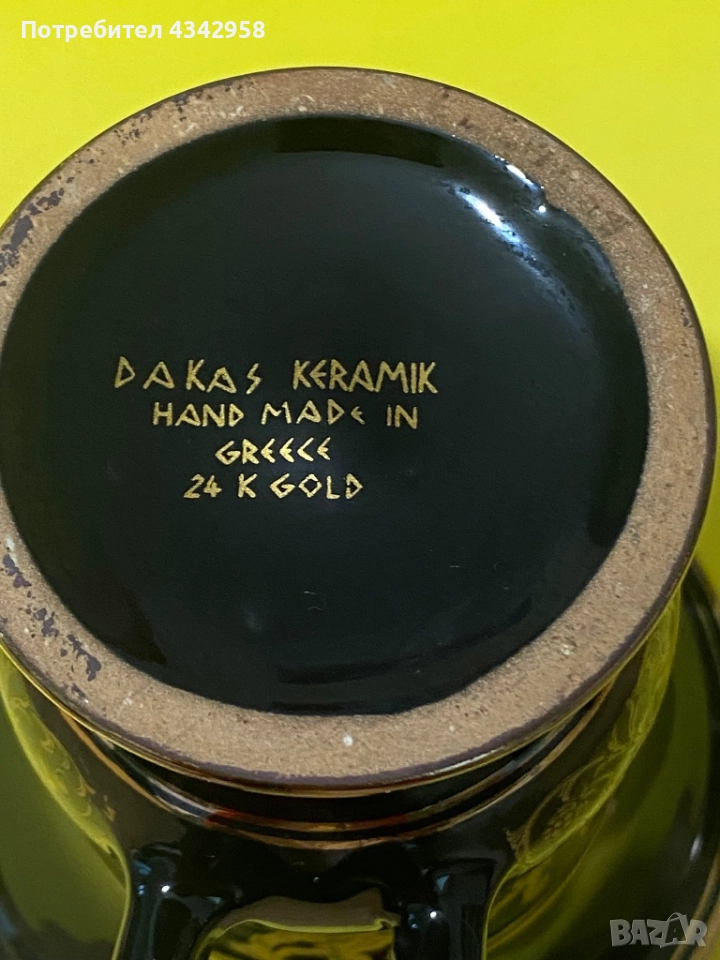 Потребител 4342958
DAKAS KERAMIK
HAND MADE IN
GREECE
24 K GOLD
BAZAR